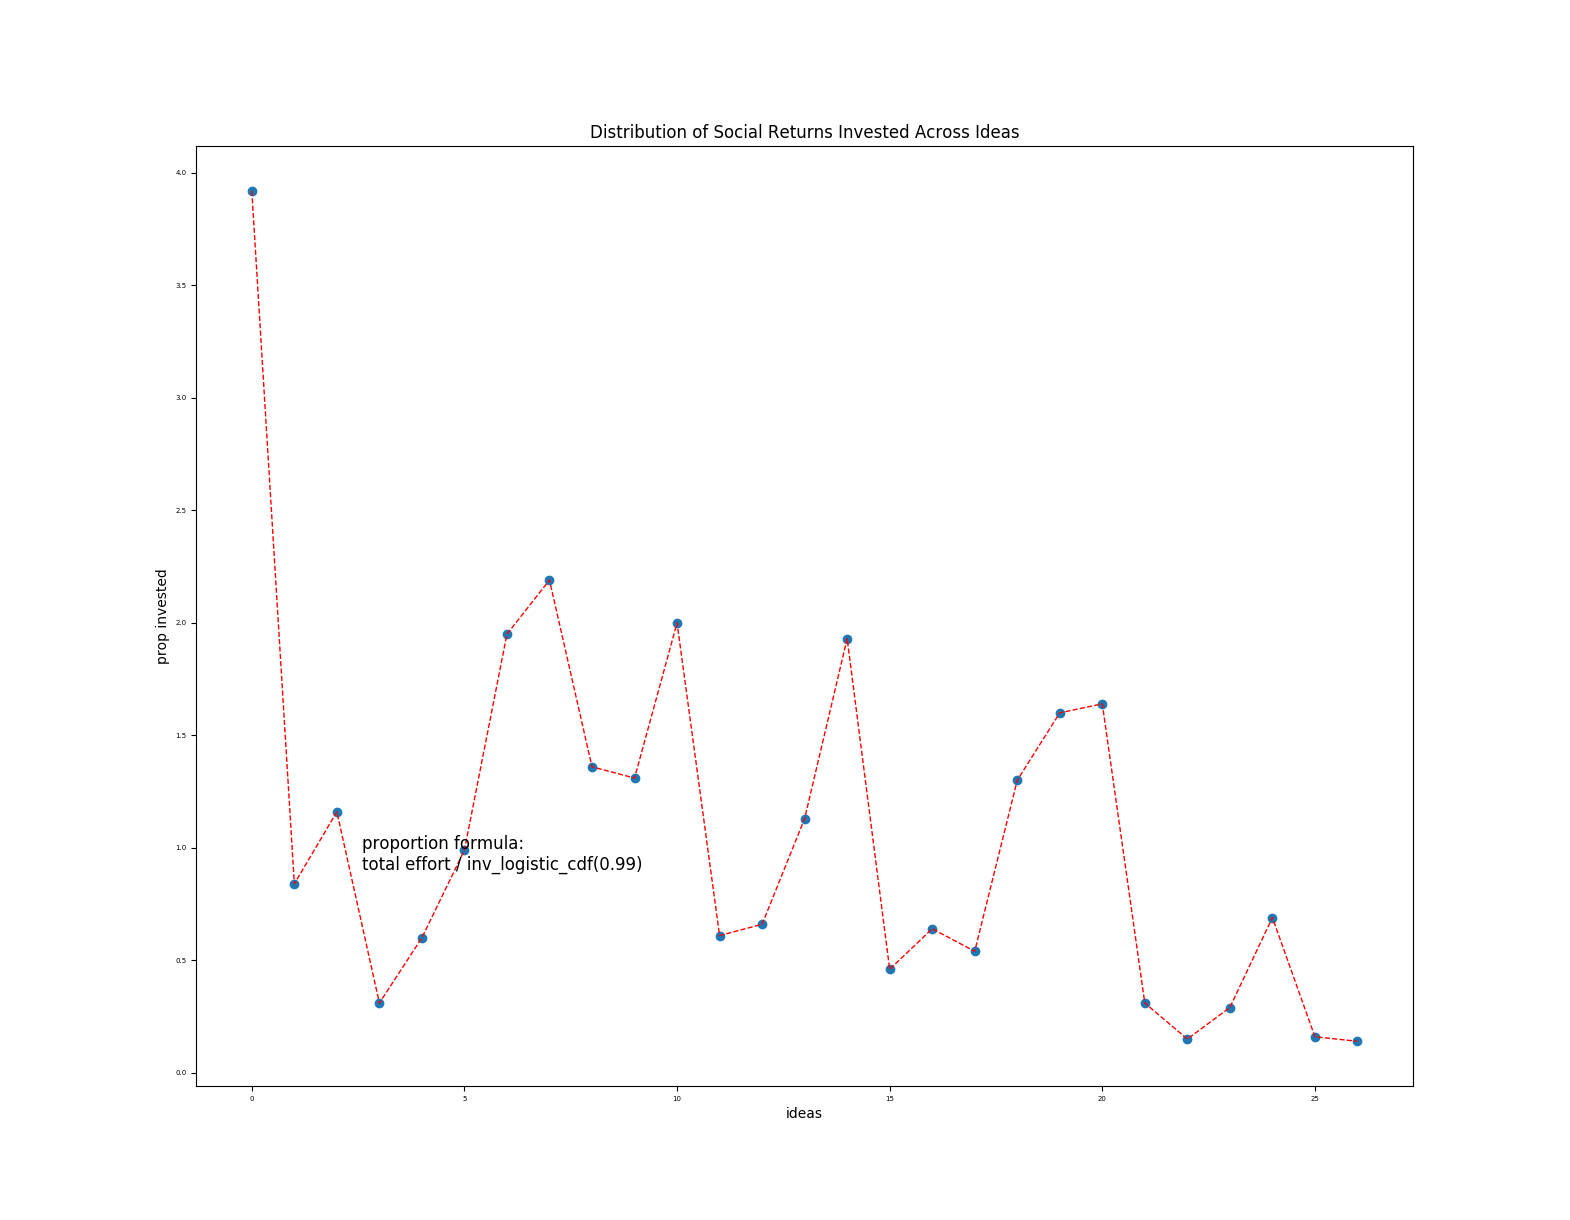 Distribution of Social Returns Invested Across Ideas
4.0
3.5
3.0
2.5
2.0
1.5
1.0
0.5
0.0
prop invested
proportion formula:
total effort / inv_logistic_cdf(0.99)
0 5 10 15 20 25
ideas